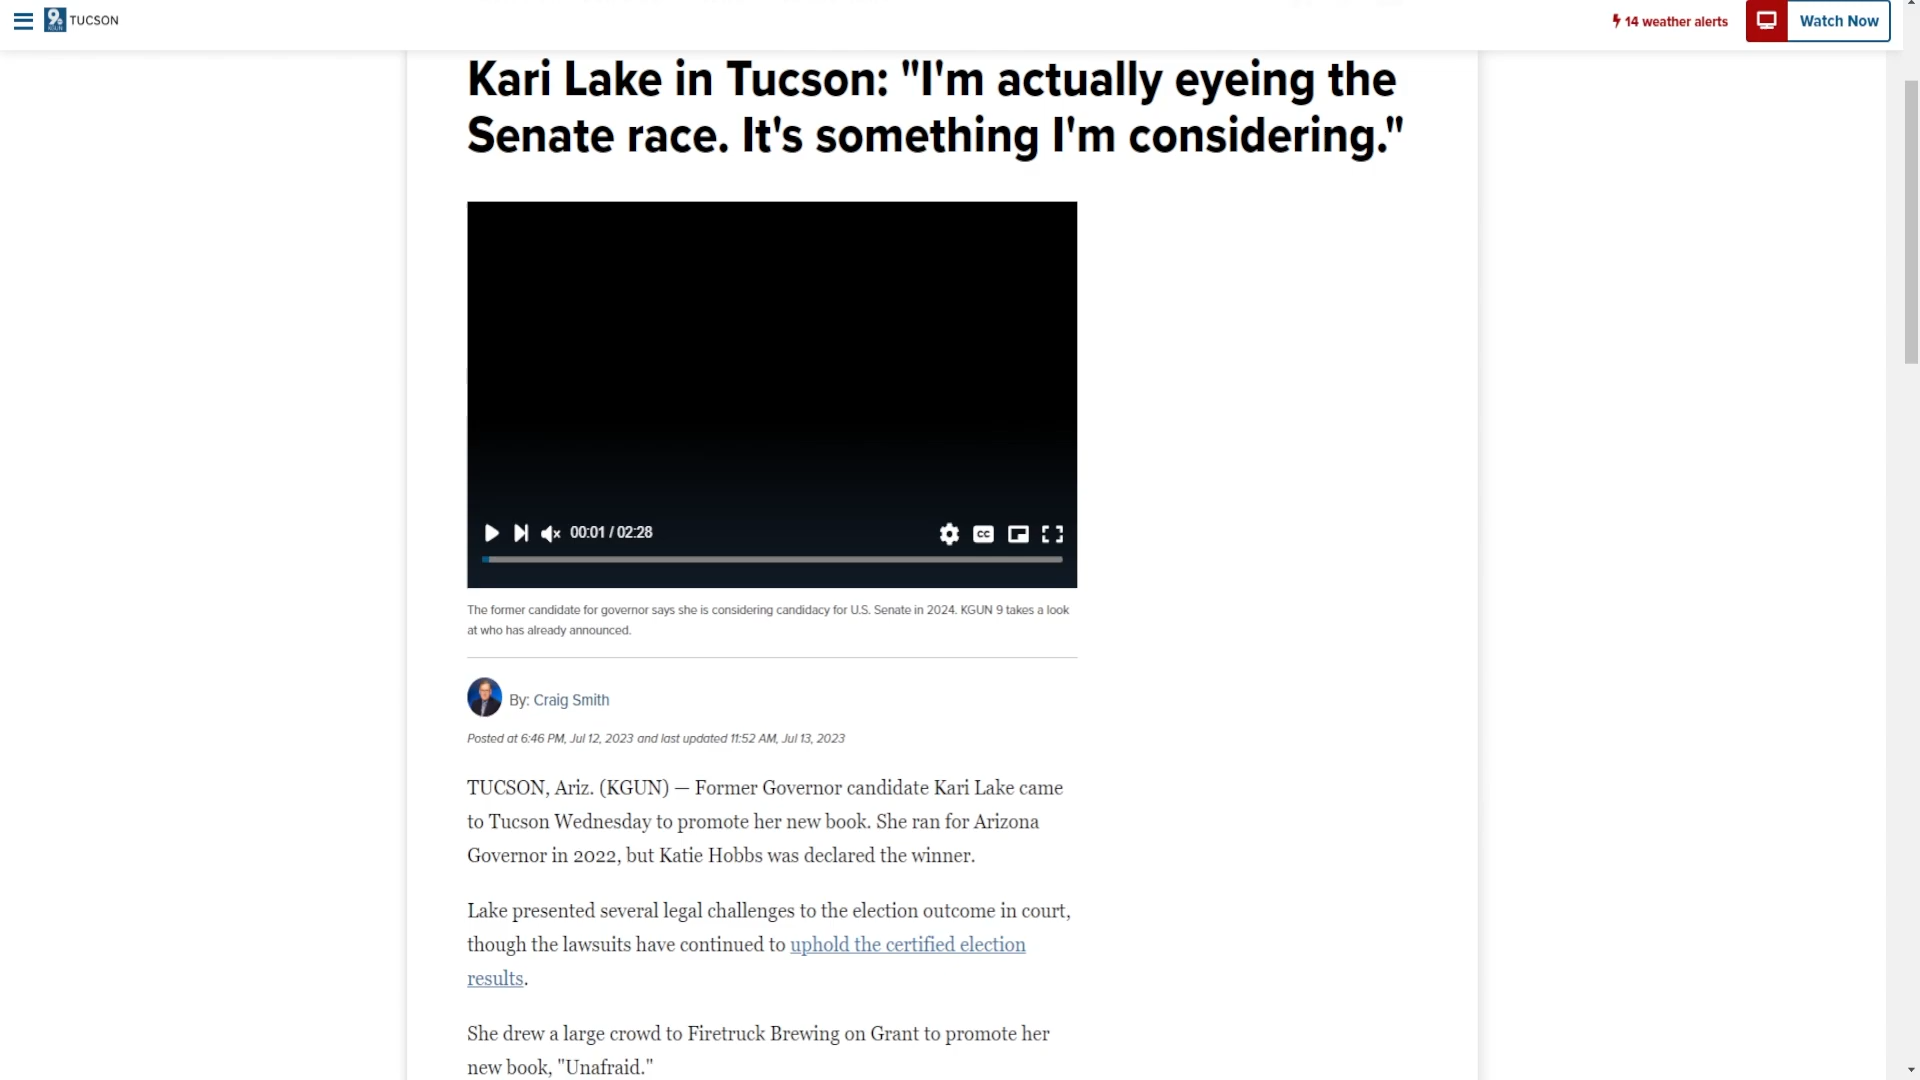 9 TUCSON
KGUN
14 weather alerts
Watch Now
Kari Lake in Tucson: "I'm actually eyeing the
Senate race. It's something I'm considering."
00:01 / 02:28
CC
The former candidate for governor says she is considering candidacy for U.S. Senate in 2024. KGUN 9 takes a look
at who has already announced.
By: Craig Smith
Posted at 6:46 PM, Jul 12, 2023 and last updated 11:52 AM, Jul 13, 2023
TUCSON, Ariz. (KGUN) — Former Governor candidate Kari Lake came
to Tucson Wednesday to promote her new book. She ran for Arizona
Governor in 2022, but Katie Hobbs was declared the winner.
Lake presented several legal challenges to the election outcome in court,
though the lawsuits have continued to uphold the certified election
results.
She drew a large crowd to Firetruck Brewing on Grant to promote her
new book, "Unafraid."